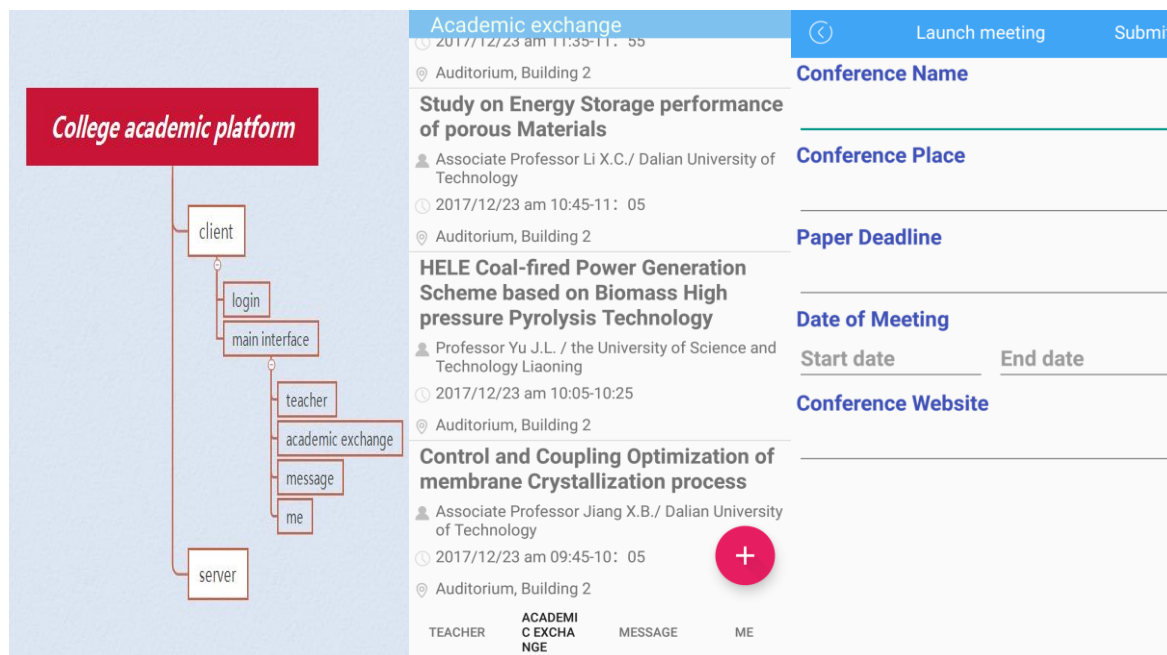 College academic platform
client
login
main interface
teacher
academic exchange
message
me
server
Academic exchange
2017/12/23 am 11:35-11：55
Auditorium, Building 2
Study on Energy Storage performance
of porous Materials
Associate Professor Li X.C./ Dalian University of
Technology
2017/12/23 am 10:45-11：05
Auditorium, Building 2
HELE Coal-fired Power Generation
Scheme based on Biomass High
pressure Pyrolysis Technology
Professor Yu J.L. / the University of Science and
Technology Liaoning
2017/12/23 am 10:05-10:25
Auditorium, Building 2
Control and Coupling Optimization of
membrane Crystallization process
Associate Professor Jiang X.B./ Dalian University
of Technology
2017/12/23 am 09:45-10：05
+
Auditorium, Building 2
TEACHER
ACADEMI
C EXCHA
NGE
MESSAGE
ME
Launch meeting
Submi
Conference Name
Conference Place
Paper Deadline
Date of Meeting
Start date End date
Conference Website